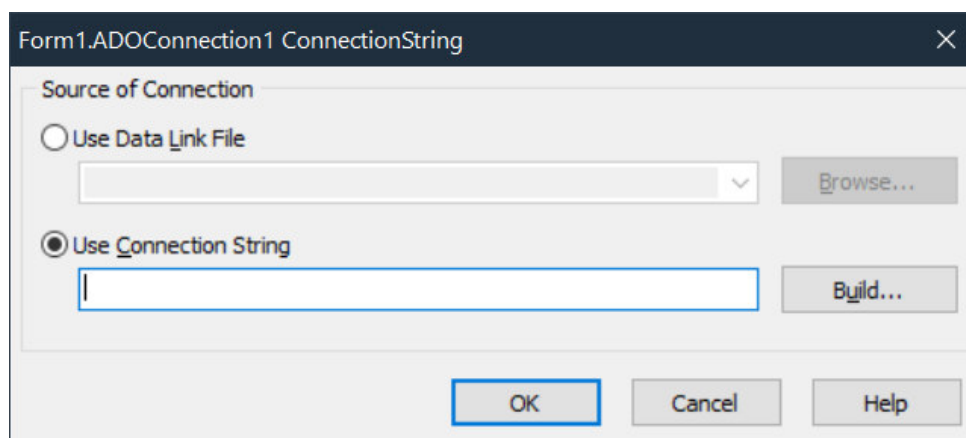 Form1.ADOConnection1 ConnectionString
Source of Connection
Use Data Link File
Browse...
Use Connection String
Build...
OK Cancel Help